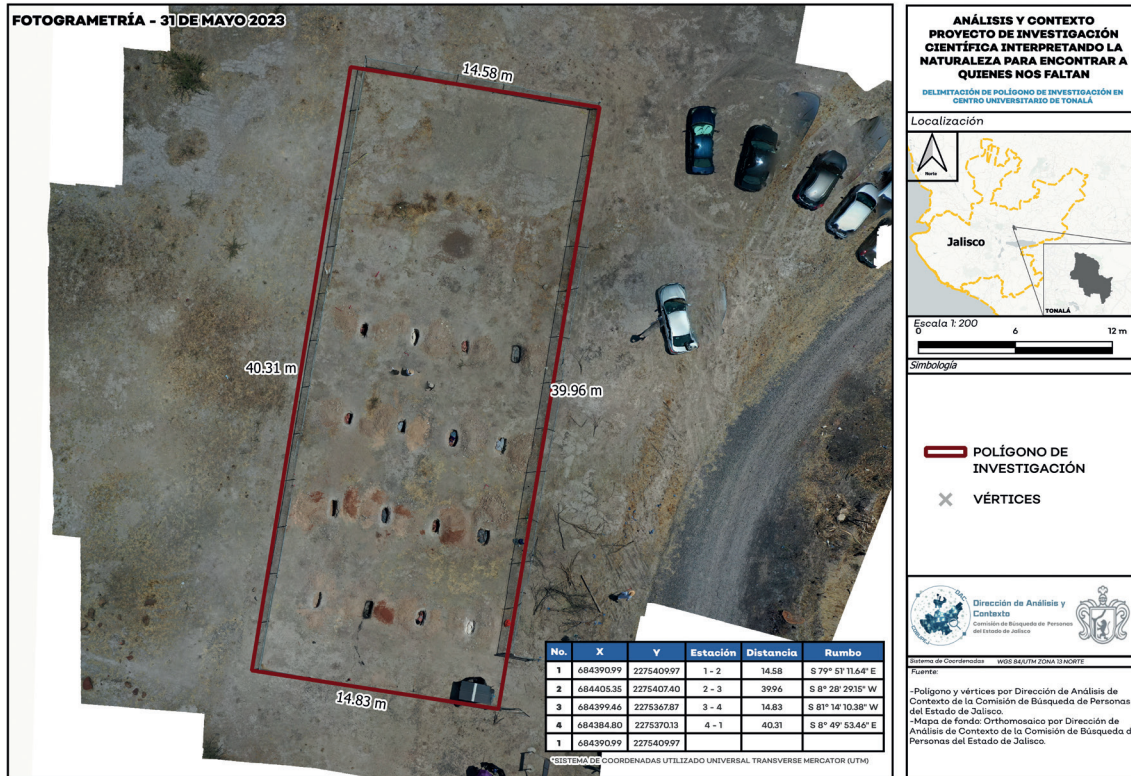 FOTOGRAMETRÍA - 31 DE MAYO 2023
14.58 m
40.31 m
39.96 m
14.83 m
No. X Y Estación Distancia Rumbo
1 684390.99 2275409.97 1 - 2 14.58 S 79° 51' 11.64" E
2 684405.35 2275407.40 2 - 3 39.96 S 8° 28' 29.15" W
3 684399.46 2275367.87 3 - 4 14.83 S 81° 14' 10.38" W
4 684384.80 2275370.13 4 - 1 40.31 S 8° 49' 53.46" E
1 684390.99 2275409.97
*SISTEMA DE COORDENADAS UTILIZADO UNIVERSAL TRANSVERSE MERCATOR (UTM)
ANÁLISIS Y CONTEXTO
PROYECTO DE INVESTIGACIÓN
CIENTÍFICA INTERPRETANDO LA
NATURALEZA PARA ENCONTRAR A
QUIENES NOS FALTAN
DELIMITACIÓN DE POLÍGONO DE INVESTIGACIÓN EN
CENTRO UNIVERSITARIO DE TONALÁ
Localización
Norte
Jalisco
TONALÁ
Escala 1: 200
0 6 12 m
Simbología
POLÍGONO DE
INVESTIGACIÓN
VÉRTICES
Dirección de Análisis y
Contexto
Comisión de Búsqueda de Personas
del Estado de Jalisco
Sistema de Coordenadas WGS 84/UTM ZONA 13 NORTE
Fuente:
-Polígono y vértices por Dirección de Análisis de
Contexto de la Comisión de Búsqueda de Personas
del Estado de Jalisco.
-Mapa de fondo: Orthomosaico por Dirección de
Análisis de Contexto de la Comisión de Búsqueda d
Personas del Estado de Jalisco.